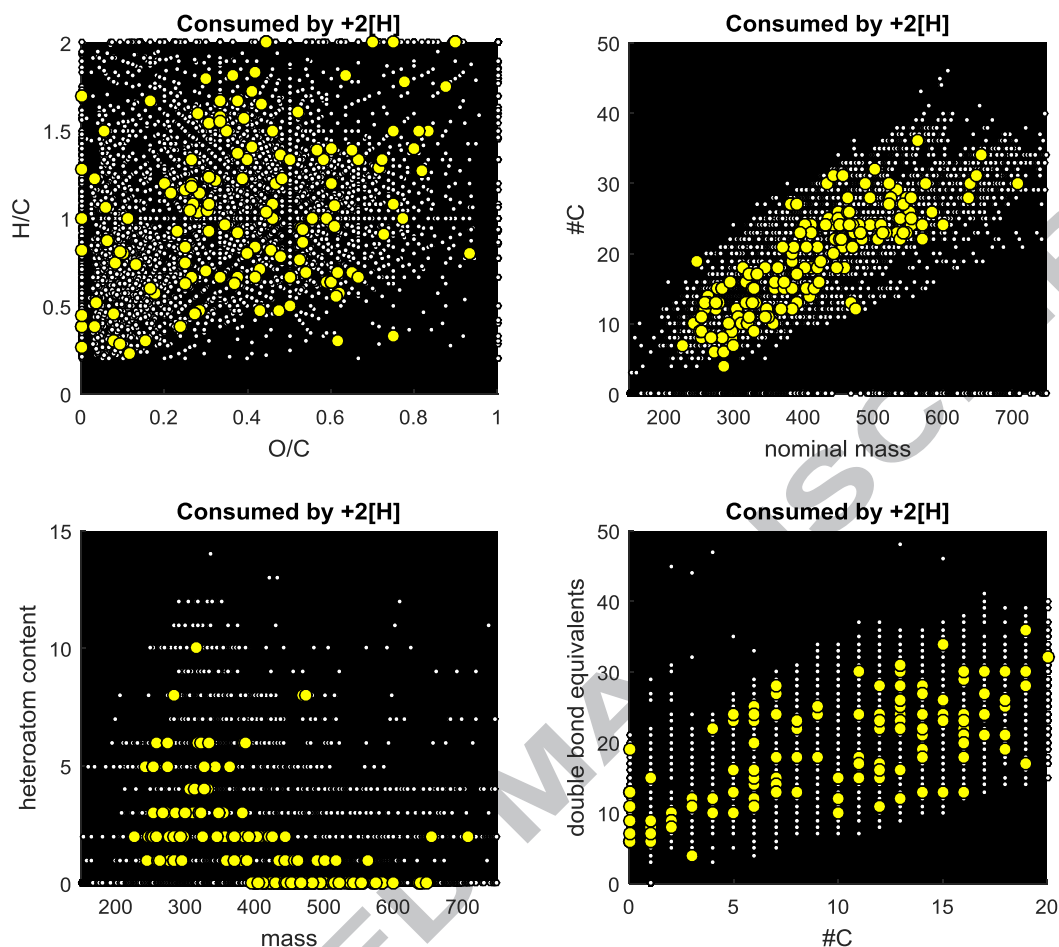 Consumed by +2[H]
2
1.5
1
0.5
0
H/C
0 0.2 0.4 0.6 0.8 1
O/C
Consumed by +2[H]
50
40
30
20
10
0
#C
200 300 400 500 600 700
nominal mass
Consumed by +2[H]
15
10
5
0
heteroatom content
200 300 400 500 600 700
mass
Consumed by +2[H]
50
40
30
20
10
0
double bond equivalents
0 5 10 15 20
#C